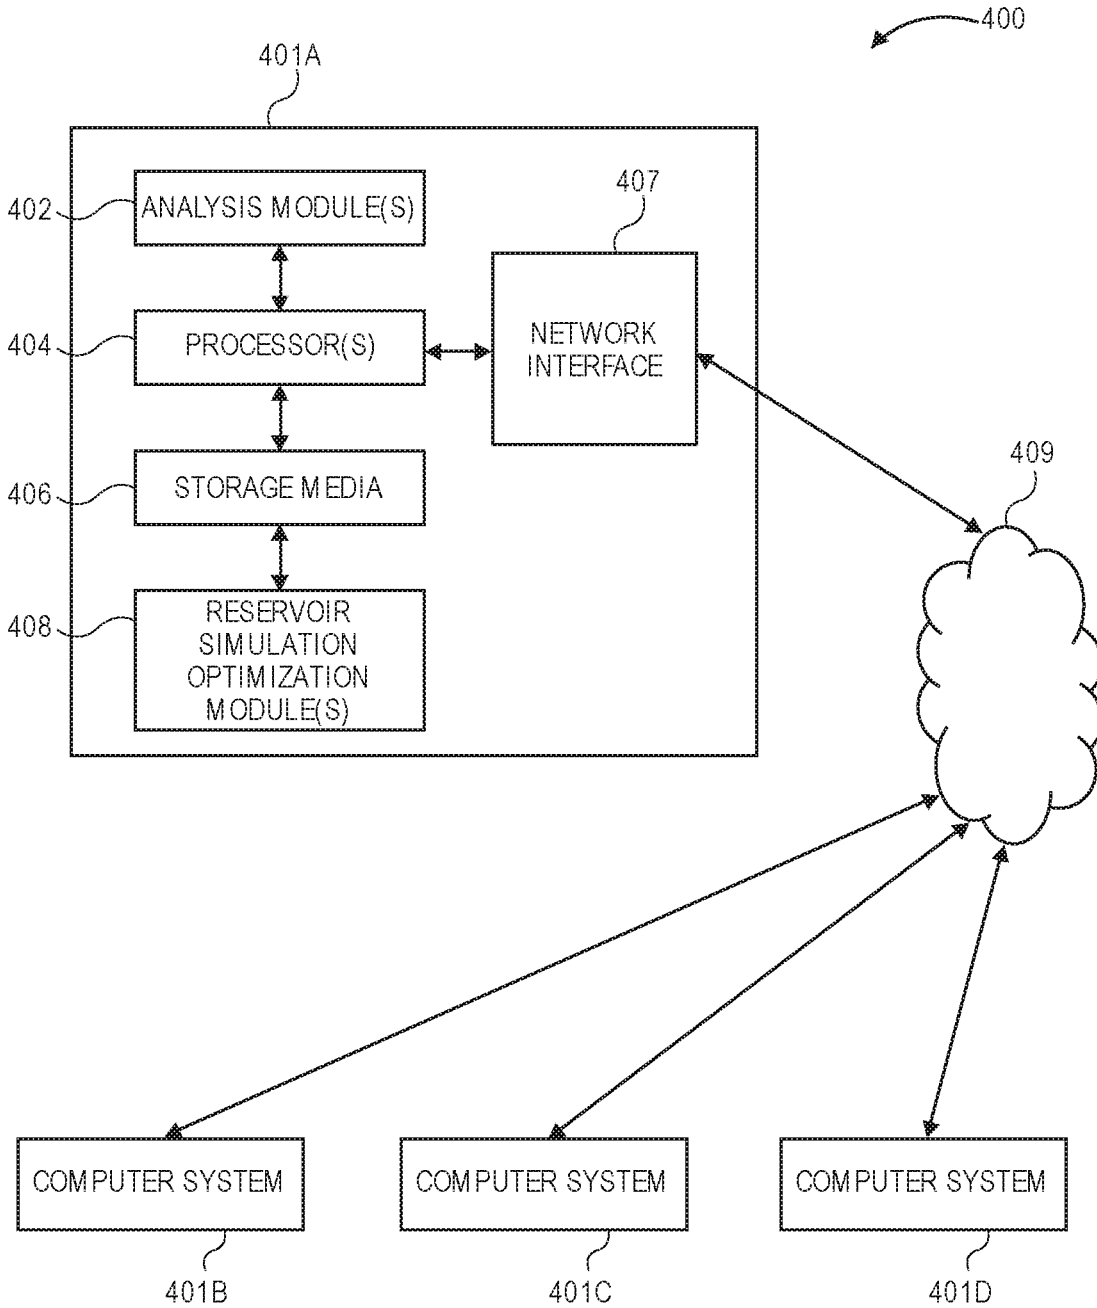 400
401A
402
ANALYSIS MODULE(S)
407
404
PROCESSOR(S)
NETWORK
INTERFACE
409
406
STORAGE MEDIA
408
RESERVOIR
SIMULATION
OPTIMIZATION
MODULE(S)
COMPUTER SYSTEM
COMPUTER SYSTEM
COMPUTER SYSTEM
401B
401C
401D